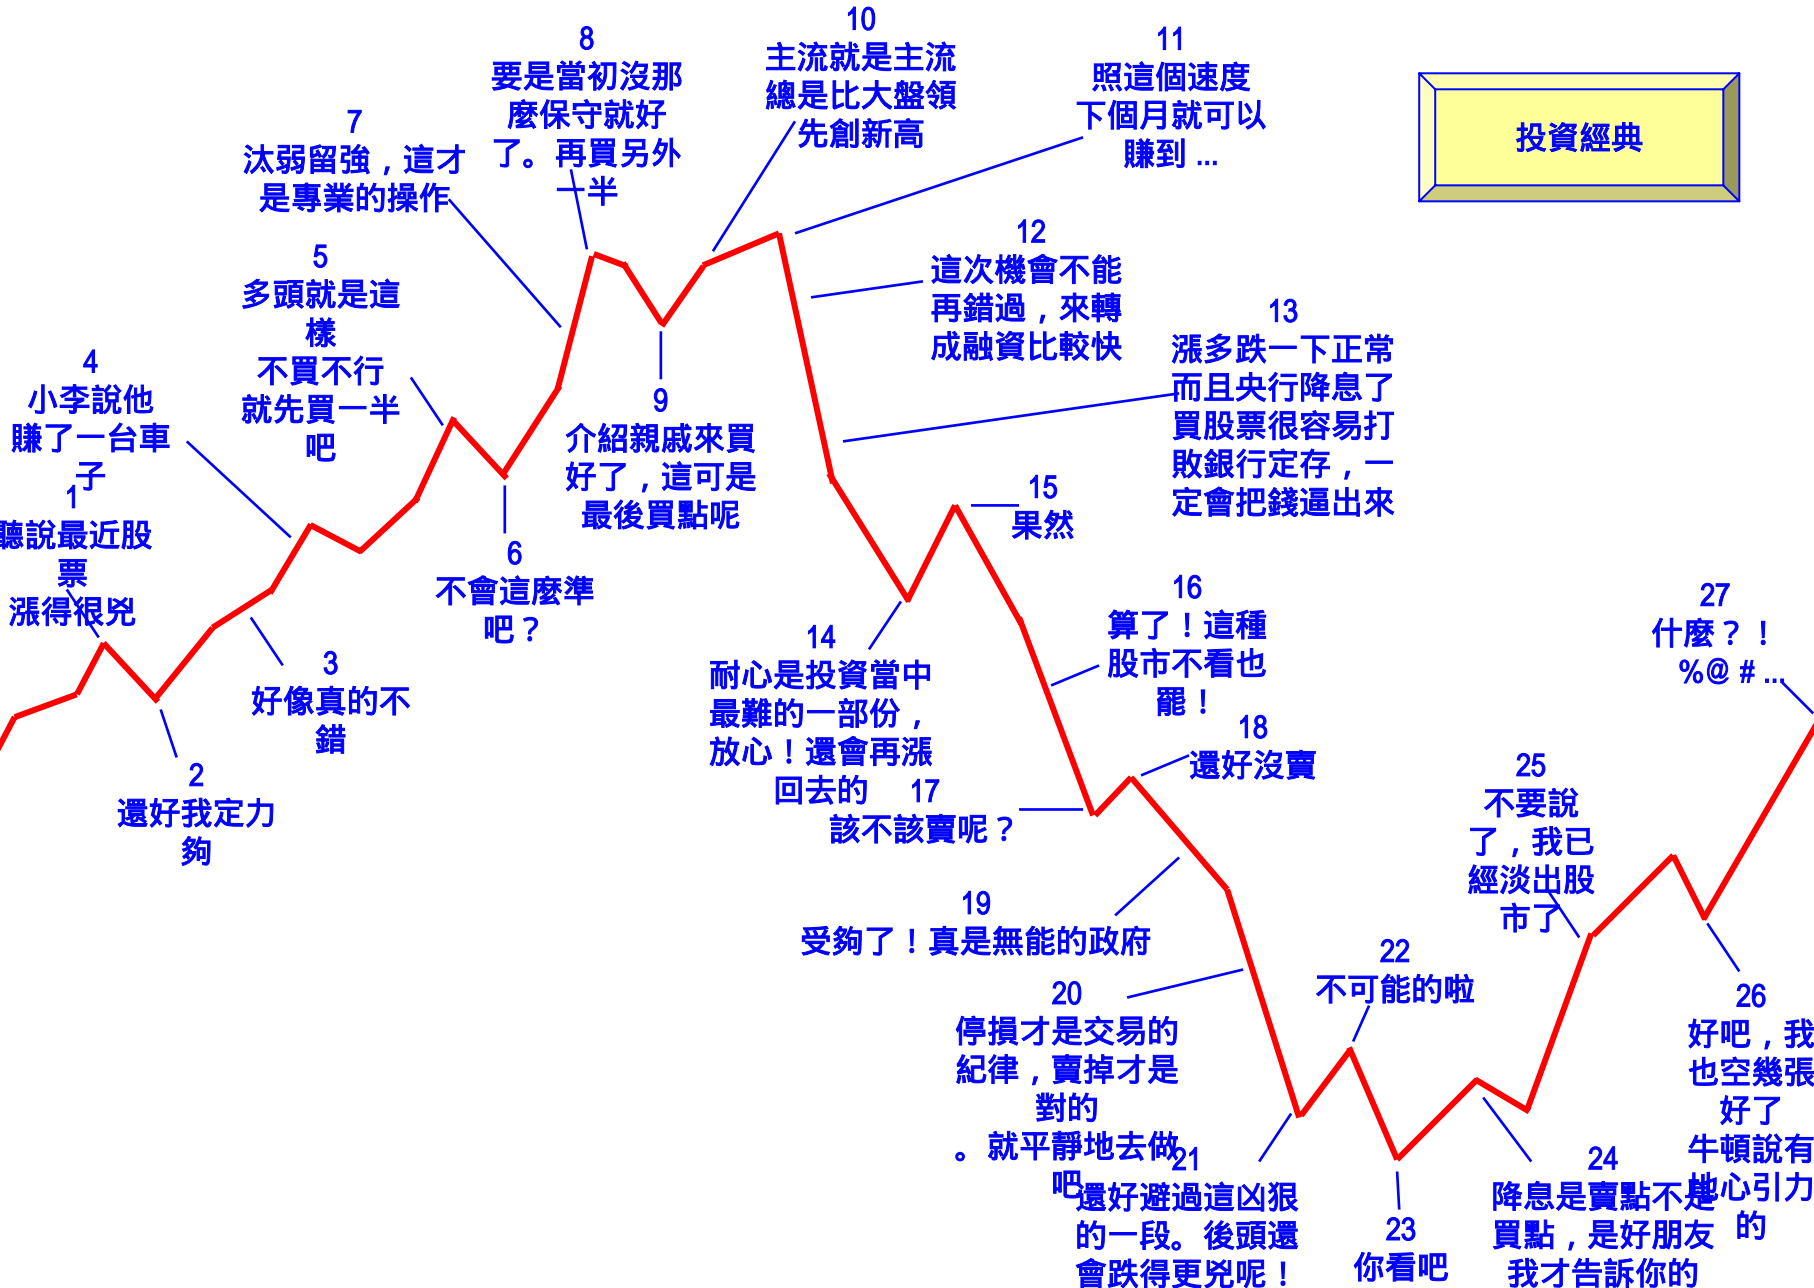 投資經典
1
聽說最近股
票
漲得很兇
2
還好我定力
夠
3
好像真的不
錯
4
小李說他
賺了一台車
子
5
多頭就是這
樣
不買不行
就先買一半
吧
6
不會這麼準
吧？
7
汰弱留強，這才
是專業的操作
8
要是當初沒那
麼保守就好
了。再買另外
一半
9
介紹親戚來買
好了，這可是
最後買點呢
10
主流就是主流
總是比大盤領
先創新高
11
照這個速度
下個月就可以
賺到 ...
12
這次機會不能
再錯過，來轉
成融資比較快
13
漲多跌一下正常
而且央行降息了
買股票很容易打
敗銀行定存，一
定會把錢逼出來
14
耐心是投資當中
最難的一部份，
放心！還會再漲
回去的
15
果然
16
算了！這種
股市不看也
罷！
17
該不該賣呢？
18
還好沒賣
19
受夠了！真是無能的政府
20
停損才是交易的
紀律，賣掉才是
對的
。就平靜地去做
吧
21
還好避過這凶狠
的一段。後頭還
會跌得更兇呢！
22
不可能的啦
23
你看吧
24
降息是賣點不是
買點，是好朋友
我才告訴你的
25
不要說
了，我已
經淡出股
市了
26
好吧，我
也空幾張
好了
牛頓說有
地心引力
的
27
什麼？！
%@ # ...